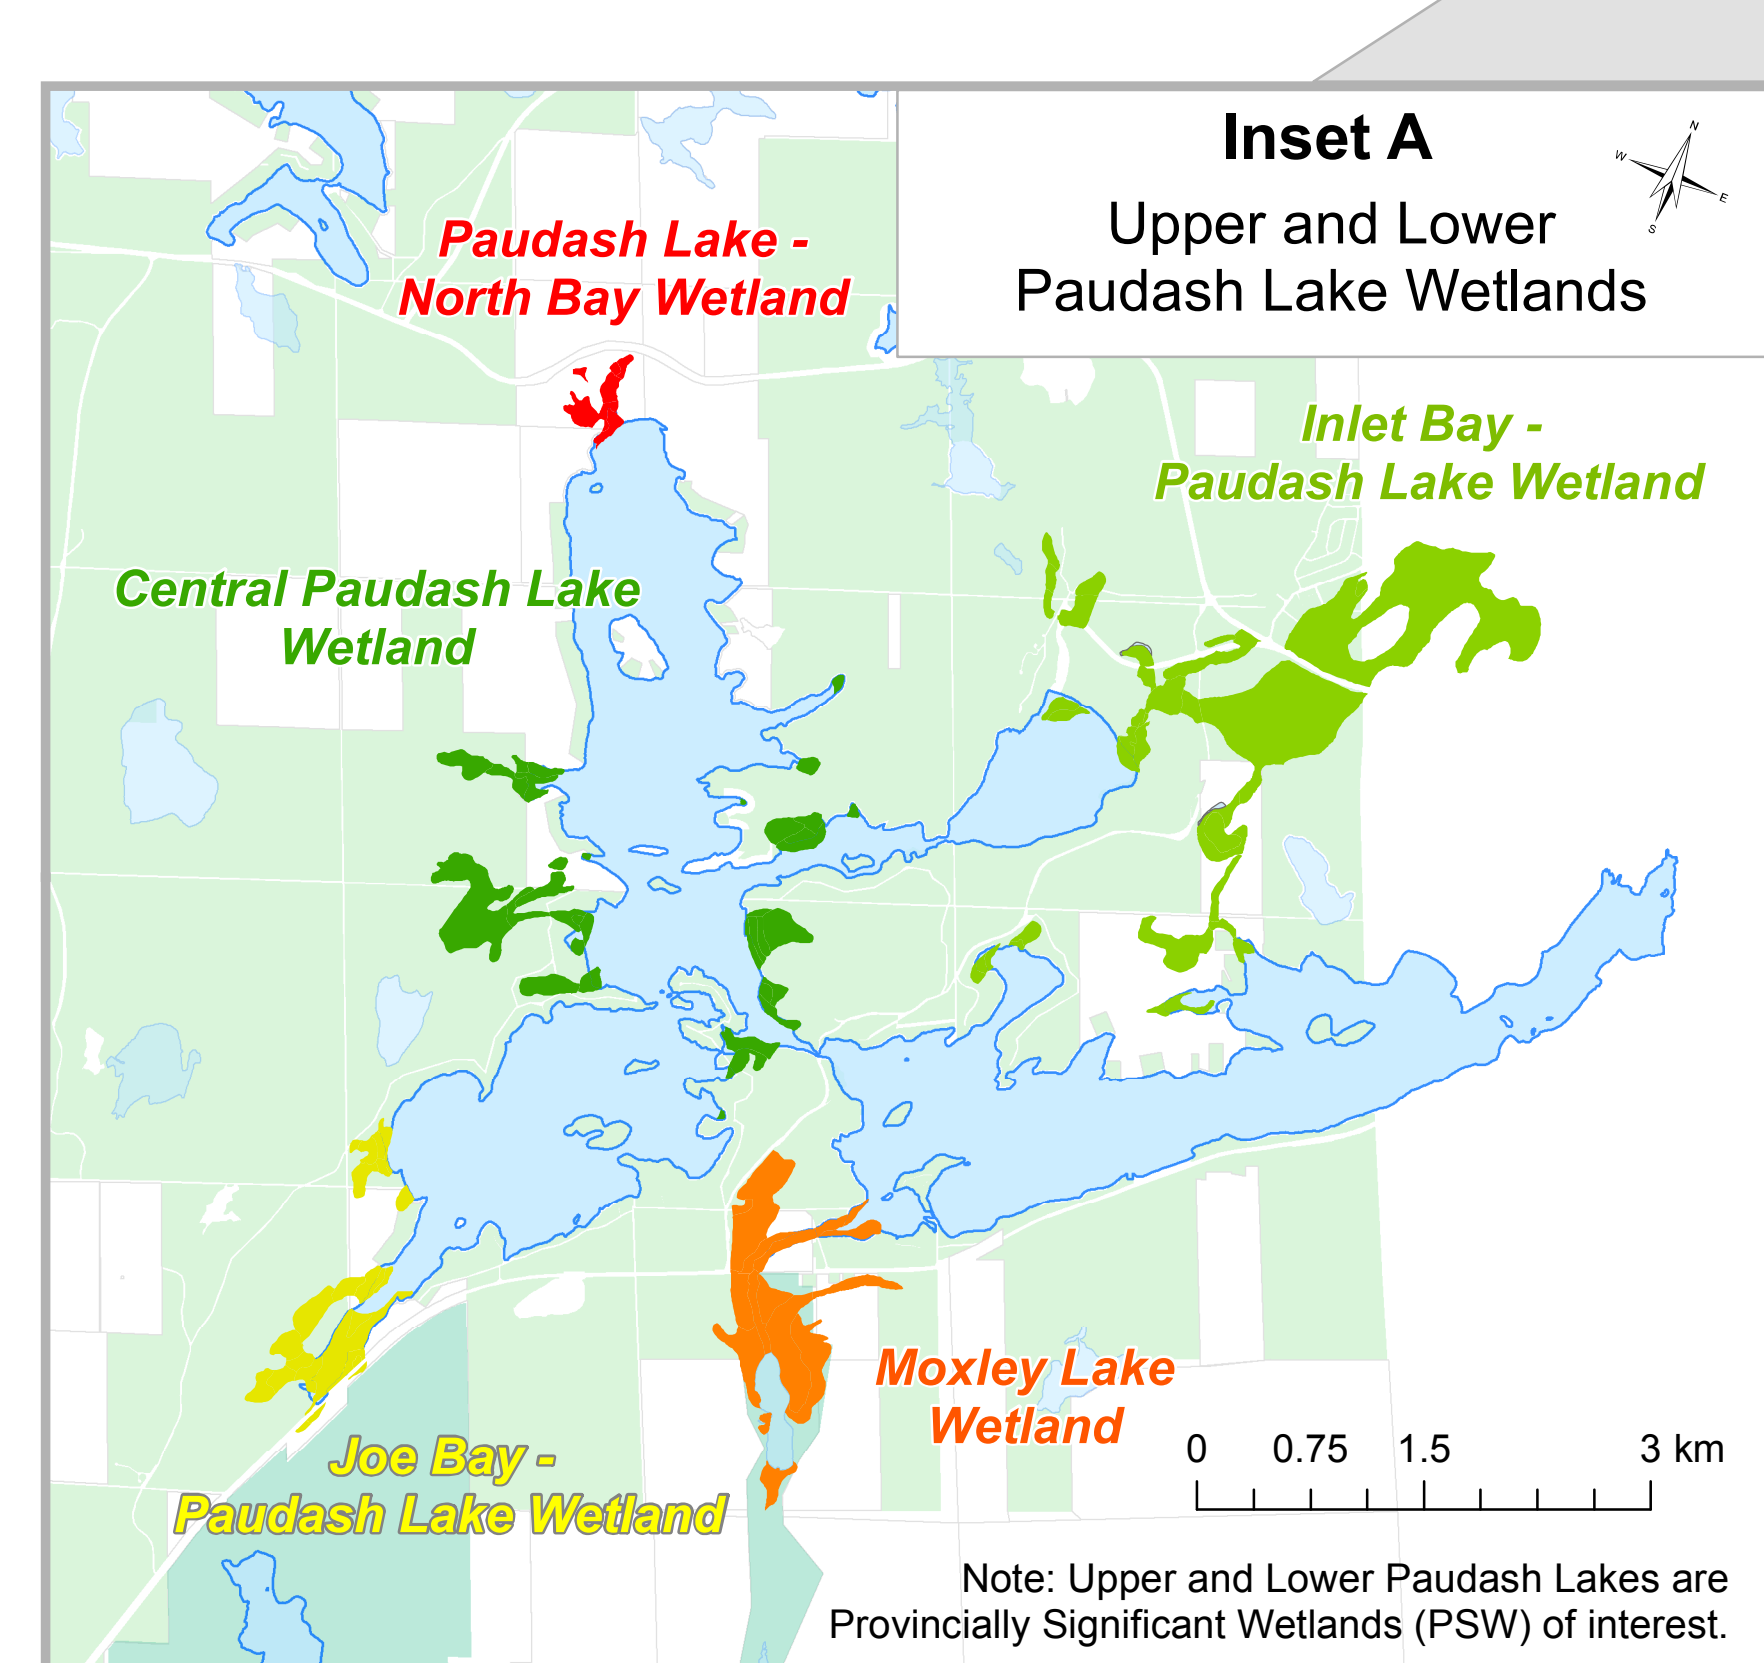 Inset A
Upper and Lower
Paudash Lake Wetlands
N
W
E
S
Paudash Lake -
North Bay Wetland
Inlet Bay -
Paudash Lake Wetland
Central Paudash Lake
Wetland
Moxley Lake
Wetland
Joe Bay -
Paudash Lake Wetland
0 0.75 1.5 3 km
Note: Upper and Lower Paudash Lakes are
Provincially Significant Wetlands (PSW) of interest.